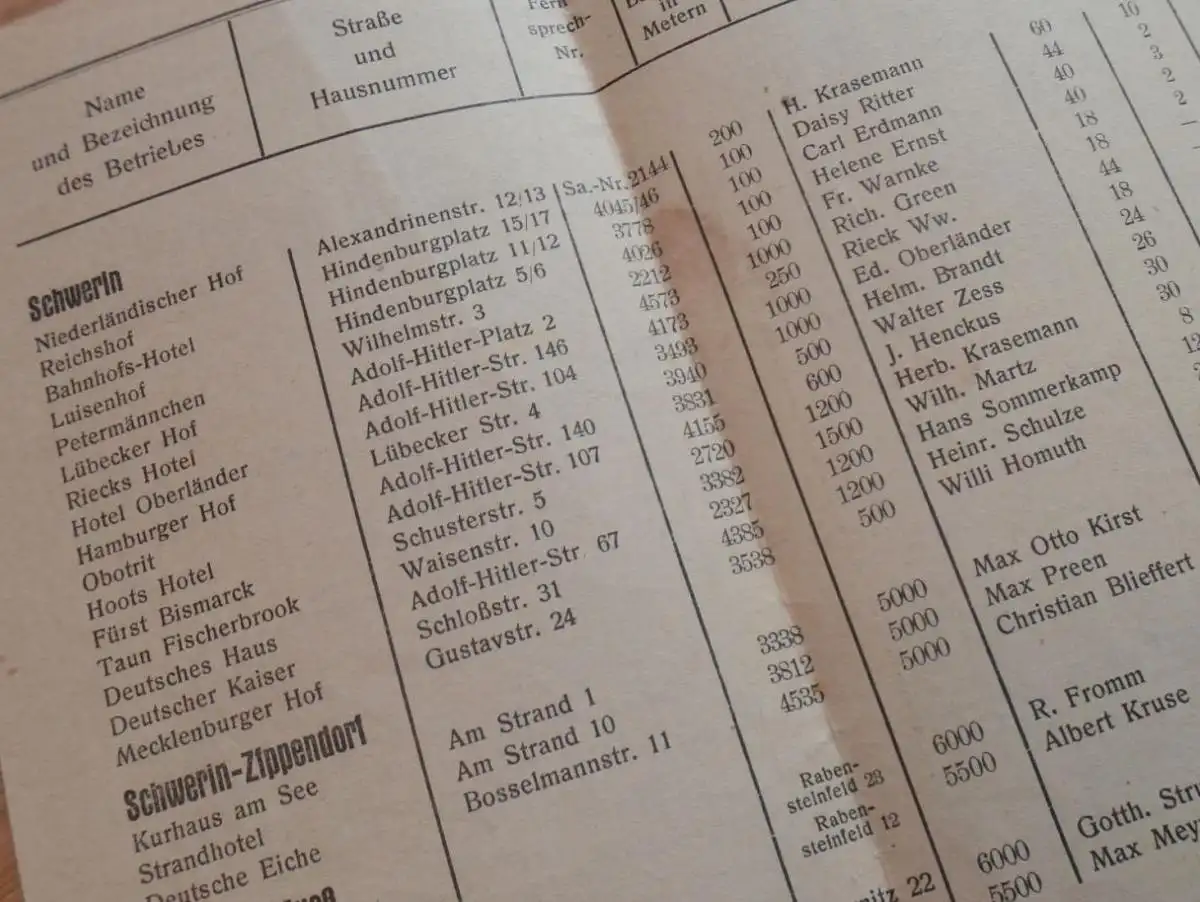 Name und Bezeichnung des Betriebes
Straße und Hausnummer
Fern sprech- Nr.
in Metern
Schwerin
Niederländischer Hof Alexandrinenstr. 12/13 Sa.-Nr.2144 200 H. Krasemann 60 10
Reichshof Hindenburgplatz 15/17 4045/46 100 Daisy Ritter 44 2
Bahnhofs-Hotel Hindenburgplatz 11/12 3778 100 Carl Erdmann 40 3
Luisenhof Hindenburgplatz 5/6 4026 100 Helene Ernst 40 2
Petermännchen Wilhelmstr. 3 2212 100 Fr. Warnke 18 2
Lübecker Hof Adolf-Hitler-Platz 2 4573 1000 Rich. Green 18 —
Riecks Hotel Adolf-Hitler-Str. 146 4173 250 Rieck Ww. 44
Hotel Oberländer Adolf-Hitler-Str. 104 3493 1000 Ed. Oberländer 18
Hamburger Hof Lübecker Str. 4 3940 1000 Helm. Brandt 24
Obotrit Adolf-Hitler-Str. 140 3831 500 Walter Zess 26
Hoots Hotel Adolf-Hitler-Str. 107 4155 600 J. Henckus 30
Fürst Bismarck Schusterstr. 5 2720 1200 Herb. Krasemann 30
Taun Fischerbrook Waisenstr. 10 3382 1500 Wilh. Martz 8
Deutsches Haus Adolf-Hitler-Str. 67 2327 1200 Hans Sommerkamp 12
Deutscher Kaiser Schloßstr. 31 4385 1200 Heinr. Schulze
Mecklenburger Hof Gustavstr. 24 3538 500 Willi Homuth
Schwerin-Zippendorf
Kurhaus am See Am Strand 1 3338 5000 Max Otto Kirst
Strandhotel Am Strand 10 3812 5000 Max Preen
Deutsche Eiche Bosselmannstr. 11 4535 5000 Christian Blieffert
Raben-
steinfeld 23 6000 R. Fromm
Raben-
steinfeld 12 5500 Albert Kruse
22 6000 Gotth.
5500 Max